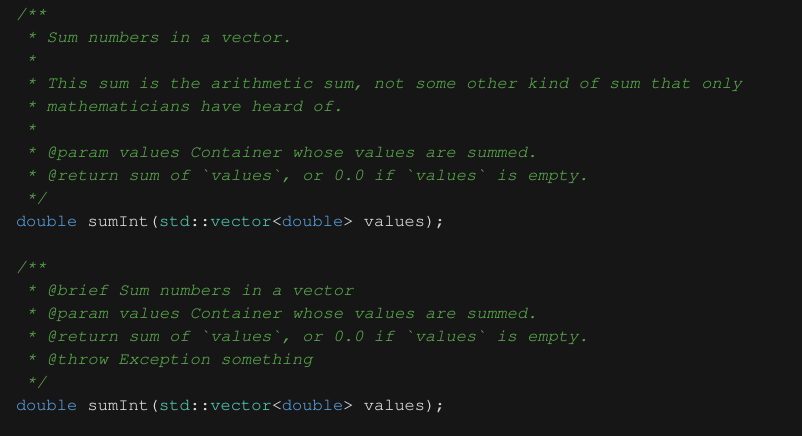 /**
 * Sum numbers in a vector.
 *
 * This sum is the arithmetic sum, not some other kind of sum that only
 * mathematicians have heard of.
 *
 * @param values Container whose values are summed.
 * @return sum of `values`, or 0.0 if `values` is empty.
 */
double sumInt(std::vector<double> values);

/**
 * @brief Sum numbers in a vector
 * @param values Container whose values are summed.
 * @return sum of `values`, or 0.0 if `values` is empty.
 * @throw Exception something
 */
double sumInt(std::vector<double> values);